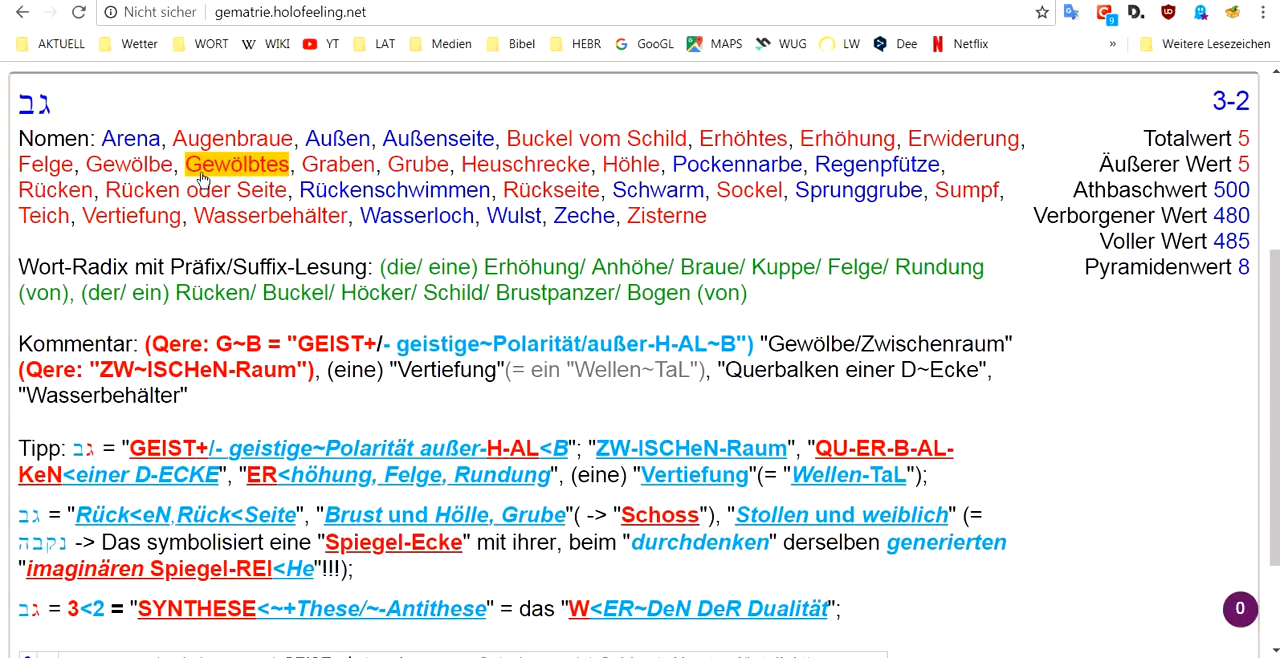 Nicht sicher | gematrie.holofeeling.net
AKTUELL Wetter WORT WIKI YT LAT Medien Bibel HEBR GooGL MAPS WUG LW Dee Netflix » Weitere Lesezeichen
גב 3-2
Nomen: Arena, Augenbraue, Außen, Außenseite, Buckel vom Schild, Erhöhtes, Erhöhung, Erwiderung, Totalwert 5
Felge, Gewölbe, Gewölbtes, Graben, Grube, Heuschrecke, Höhle, Pockennarbe, Regenpfütze, Äußerer Wert 5
Rücken, Rücken oder Seite, Rückenschwimmen, Rückseite, Schwarm, Sockel, Sprunggrube, Sumpf, Athbaschwert 500
Teich, Vertiefung, Wasserbehälter, Wasserloch, Wulst, Zeche, Zisterne Verborgener Wert 480
Voller Wert 485
Wort-Radix mit Präfix/Suffix-Lesung: (die/ eine) Erhöhung/ Anhöhe/ Braue/ Kuppe/ Felge/ Rundung Pyramidenwert 8
(von), (der/ ein) Rücken/ Buckel/ Höcker/ Schild/ Brustpanzer/ Bogen (von)
Kommentar: (Qere: G~B = "GEIST+/- geistige~Polarität/außer-H-AL~B") "Gewölbe/Zwischenraum"
(Qere: "ZW~ISCHeN-Raum"), (eine) "Vertiefung"(= ein "Wellen~TaL"), "Querbalken einer D~Ecke",
"Wasserbehälter"
Tipp: גב = "GEIST+/- geistige~Polarität außer-H-AL<B"; "ZW-ISCHeN-Raum", "QU-ER-B-AL-
KeN<einer D-ECKE", "ER<höhung, Felge, Rundung", (eine) "Vertiefung"(= "Wellen-TaL");
גב = "Rück<eN,Rück<Seite", "Brust und Hölle, Grube"( -> "Schoss"), "Stollen und weiblich" (=
נקבה -> Das symbolisiert eine "Spiegel-Ecke" mit ihrer, beim "durchdenken" derselben generierten
"imaginären Spiegel-REI<He"!!!);
גב = 3<2 = "SYNTHESE<~+These/~-Antithese" = das "W<ER~DeN DeR Dualität";
0